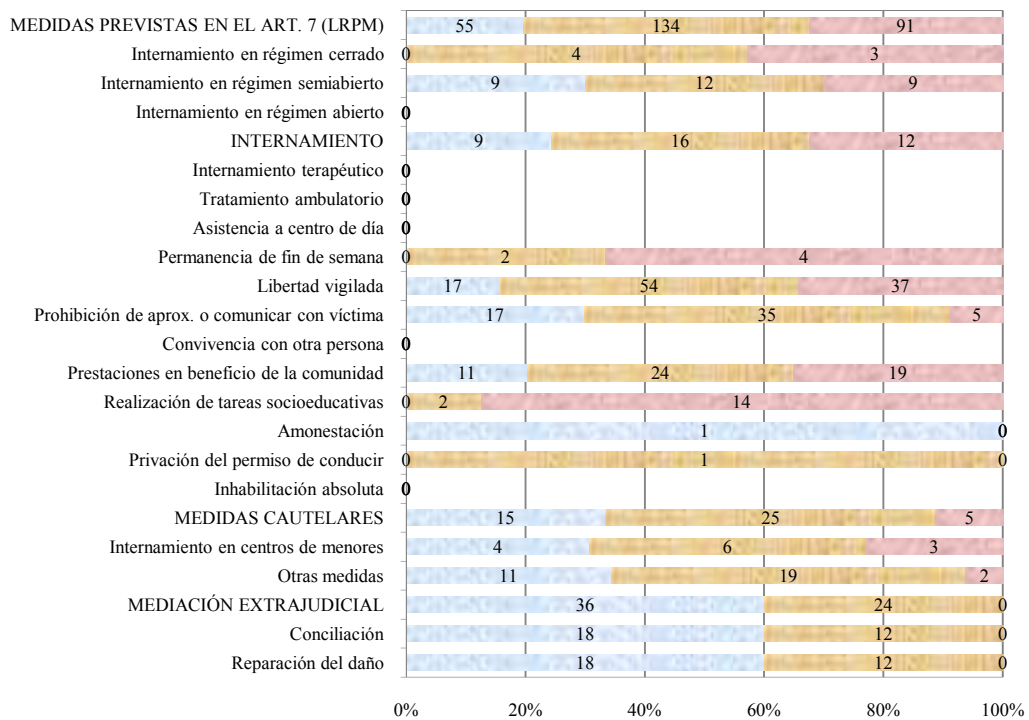 MEDIDAS PREVISTAS EN EL ART. 7 (LRPM) 55 134 91
Internamiento en régimen cerrado 0 4 3
Internamiento en régimen semiabierto 9 12 9
Internamiento en régimen abierto 0
INTERNAMIENTO 9 16 12
Internamiento terapéutico 0
Tratamiento ambulatorio 0
Asistencia a centro de día 0
Permanencia de fin de semana 0 2 4
Libertad vigilada 17 54 37
Prohibición de aprox. o comunicar con víctima 17 35 5
Convivencia con otra persona 0
Prestaciones en beneficio de la comunidad 11 24 19
Realización de tareas socioeducativas 0 2 14
Amonestación 1 0
Privación del permiso de conducir 0 1 0
Inhabilitación absoluta 0
MEDIDAS CAUTELARES 15 25 5
Internamiento en centros de menores 4 6 3
Otras medidas 11 19 2
MEDIACIÓN EXTRAJUDICIAL 36 24 0
Conciliación 18 12 0
Reparación del daño 18 12 0
0% 20% 40% 60% 80% 100%